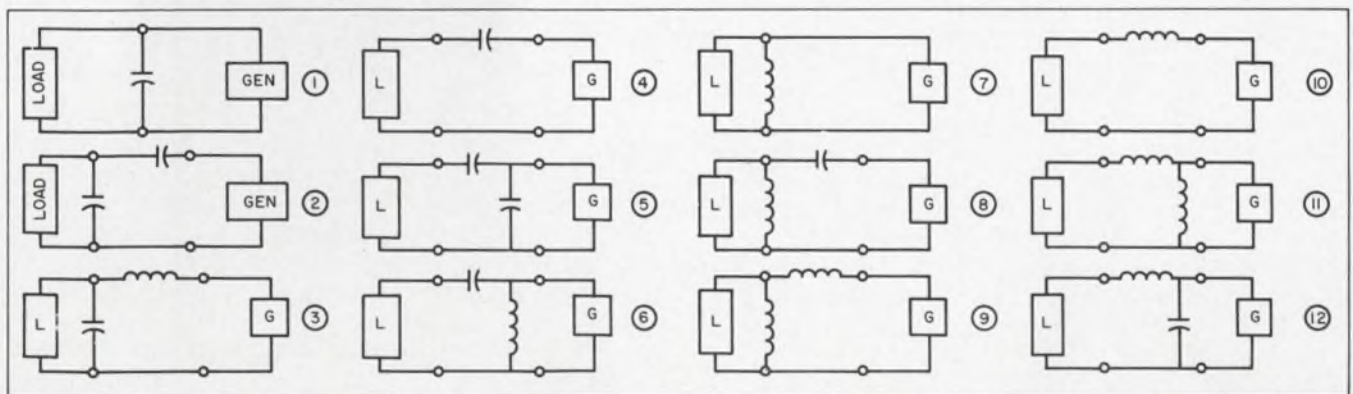 LOAD GEN ①
LOAD GEN ②
L G ③
L G ④
L G ⑤
L G ⑥
L G ⑦
L G ⑧
L G ⑨
L G ⑩
L G ⑪
L G ⑫